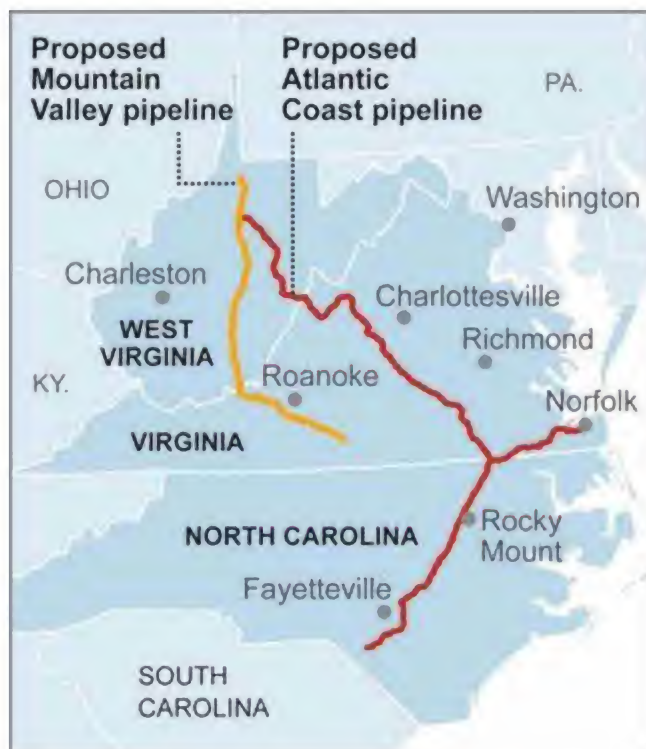 Proposed
Mountain
Valley pipeline
Proposed
Atlantic
Coast pipeline
PA.
OHIO
Washington
Charleston
Charlottesville
WEST
VIRGINIA
Richmond
KY.
Roanoke
Norfolk
VIRGINIA
NORTH CAROLINA
Rocky
Mount
Fayetteville
SOUTH
CAROLINA